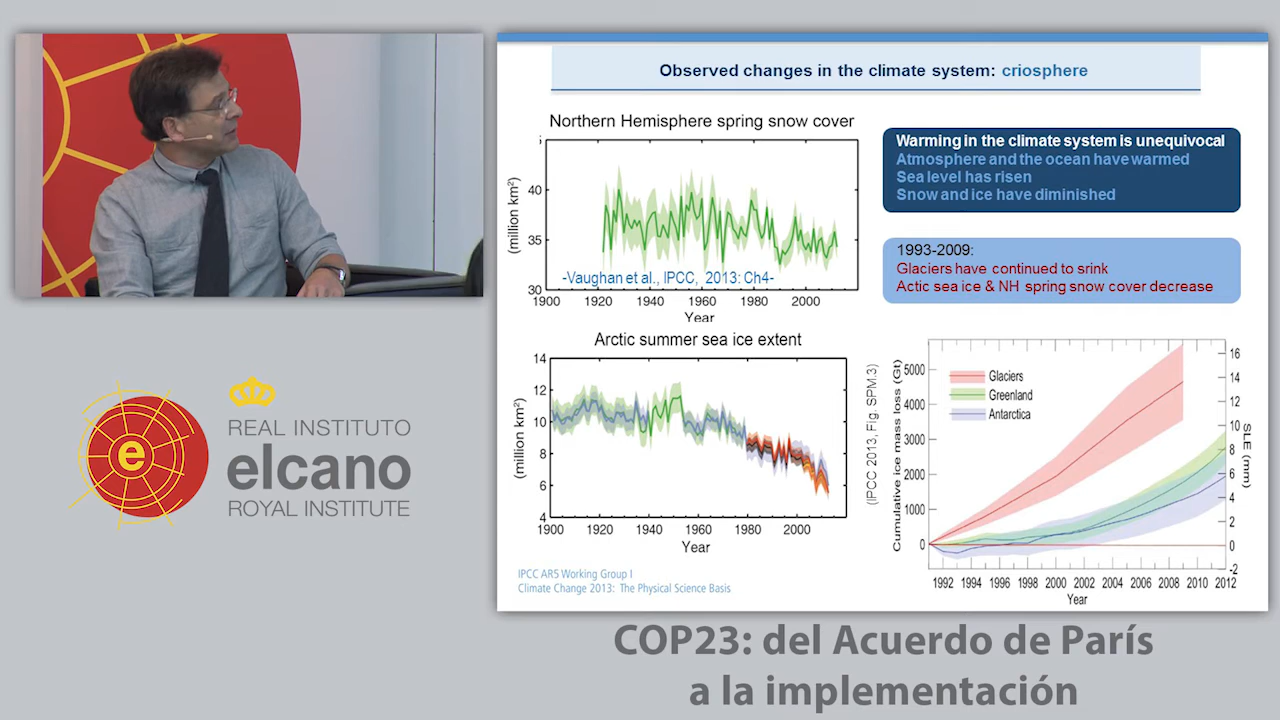 Observed changes in the climate system: criosphere
Northern Hemisphere spring snow cover
40
35
30
(million km²)
-Vaughan et al., IPCC, 2013: Ch4-
1900 1920 1940 1960 1980 2000
Year
Warming in the climate system is unequivocal
Atmosphere and the ocean have warmed
Sea level has risen
Snow and ice have diminished
1993-2009:
Glaciers have continued to srink
Actic sea ice & NH spring snow cover decrease
Arctic summer sea ice extent
14
12
10
8
6
4
(million km²)
1900 1920 1940 1960 1980 2000
Year
(IPCC 2013, Fig. SPM.3)
Cumulative ice mass loss (Gt)
5000
4000
3000
2000
1000
0
Glaciers
Greenland
Antarctica
16
14
12
10
8
6
4
2
0
-2
SLE (mm)
1992 1994 1996 1998 2000 2002 2004 2006 2008 2010 2012
Year
IPCC AR5 Working Group I
Climate Change 2013: The Physical Science Basis
e
REAL INSTITUTO
elcano
ROYAL INSTITUTE
COP23: del Acuerdo de París
a la implementación